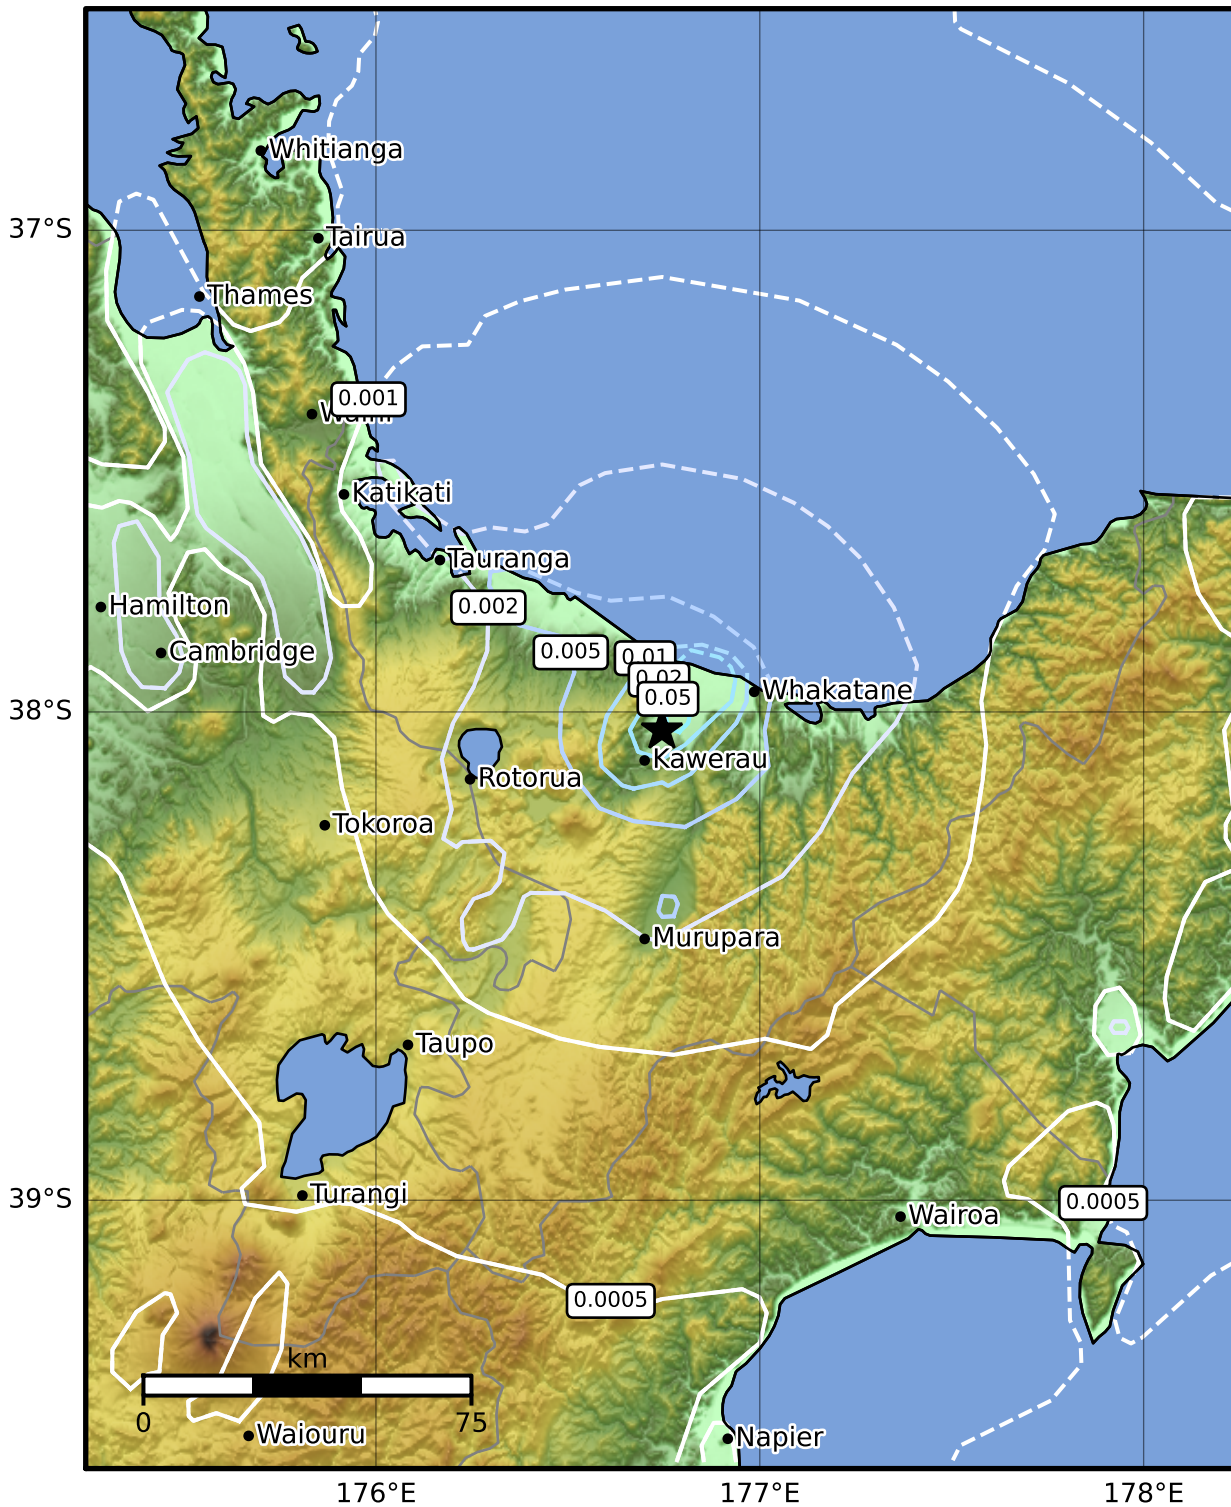 Whitianga
37°S
Tairua
Thames
0.001
Katikati
Tauranga
0.002
Hamilton
Cambridge
0.005
0.01
0.02
0.05
Whakatane
38°S
Kawerau
Rotorua
Tokoroa
Murupara
Taupo
39°S
Turangi
0.0005
Wairoa
0.0005
km
0
75
Waiouru
Napier
176°E
177°E
178°E